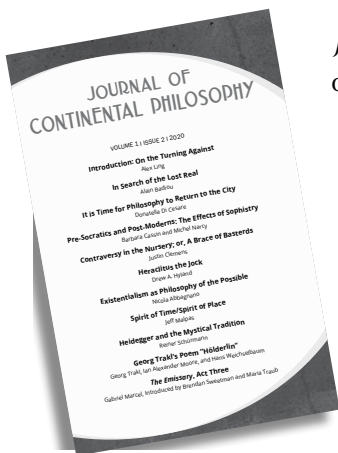 JOURNAL OF
CONTINENTAL PHILOSOPHY
VOLUME 1 | ISSUE 2 | 2020
Introduction: On the Turning Against
Alex Ling
In Search of the Lost Real
Alain Badiou
It is Time for Philosophy to Return to the City
Donatella Di Cesare
Pre-Socratics and Post-Moderns: The Effects of Sophistry
Barbara Cassin and Michel Narcy
Contraversy in the Nursery; or, A Brace of Basterds
Justin Clemens
Heraclitus the Jock
Drew A. Hyland
Existentialism as Philosophy of the Possible
Nicola Abbagnano
Spirit of Time/Spirit of Place
Jeff Malpas
Heidegger and the Mystical Tradition
Reiner Schürmann
Georg Trakl's Poem "Hölderlin"
Georg Trakl, Ian Alexander Moore, and Hans Weichselbaum
The Emissary, Act Three
Gabriel Marcel, Introduced by Brendan Sweetman and Maria Traub